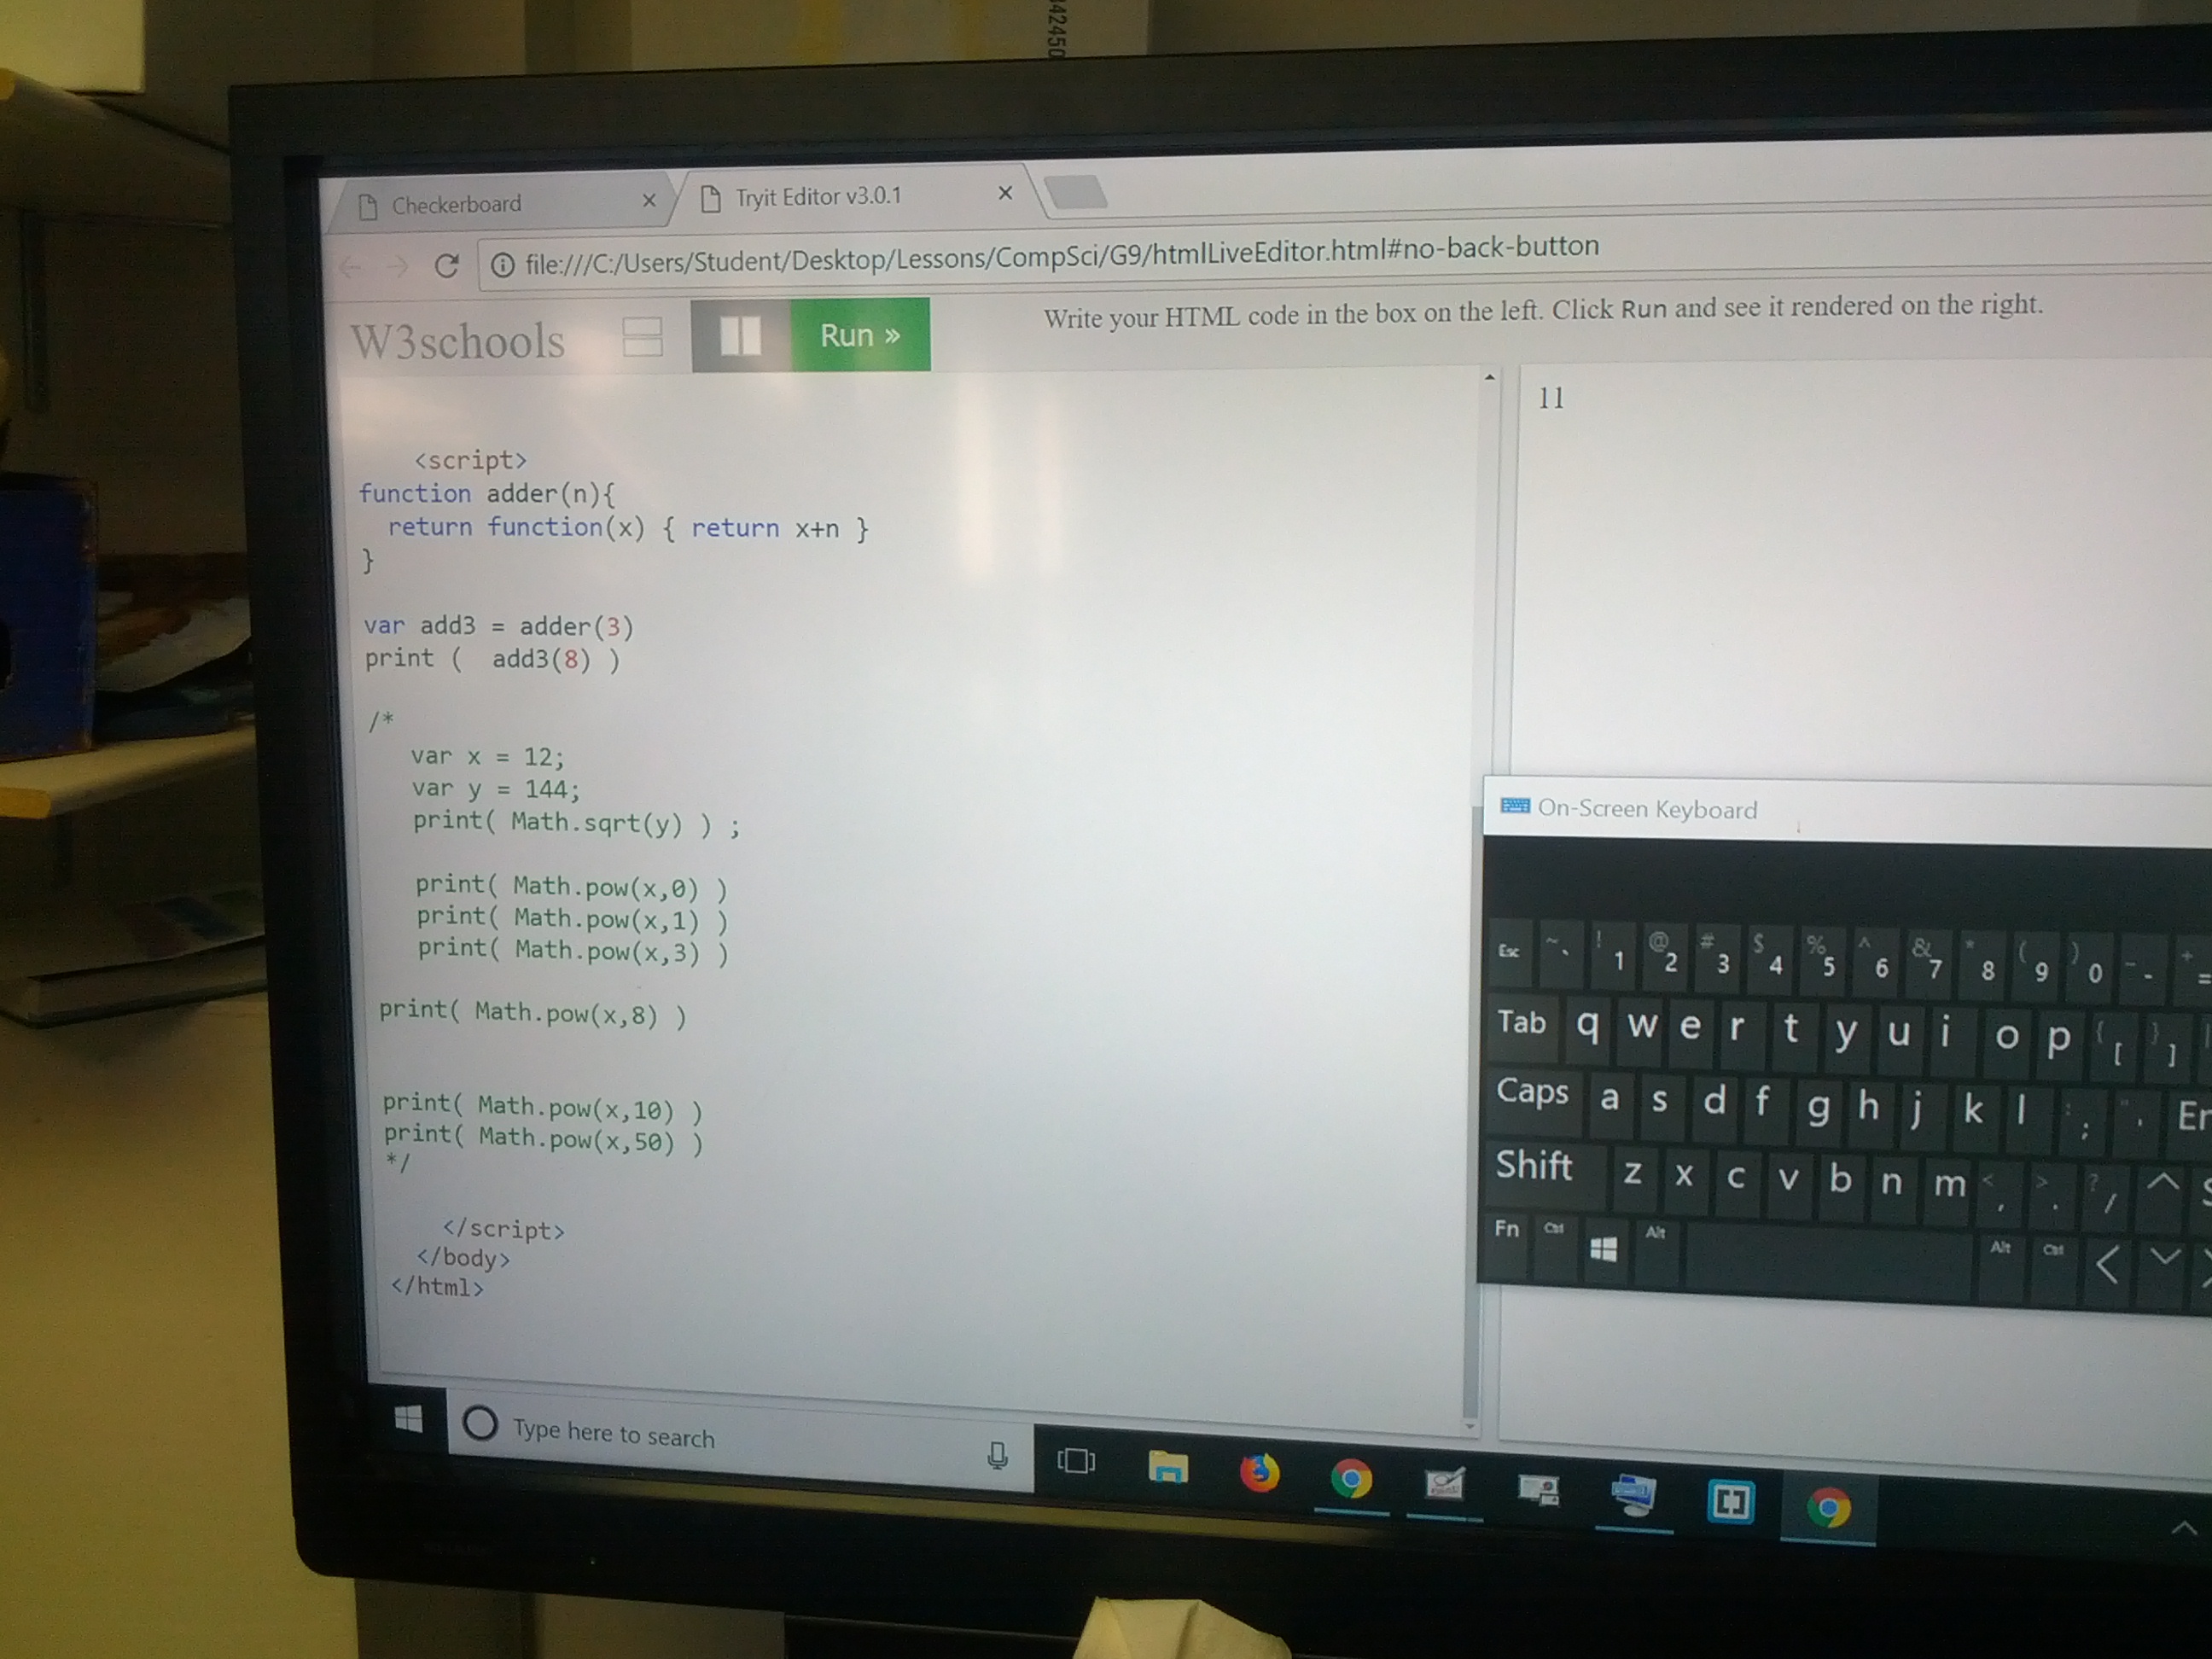 42450
Checkerboard
Tryit Editor v3.0.1
file:///C:/Users/Student/Desktop/Lessons/CompSci/G9/htmlLiveEditor.html#no-back-button
W3schools
Run »
Write your HTML code in the box on the left. Click Run and see it rendered on the right.
<script>
function adder(n){
return function(x) { return x+n }
}
var add3 = adder(3)
print ( add3(8) )
/*
var x = 12;
var y = 144;
print( Math.sqrt(y) ) ;
print( Math.pow(x,0) )
print( Math.pow(x,1) )
print( Math.pow(x,3) )
print( Math.pow(x,8) )
print( Math.pow(x,10) )
print( Math.pow(x,50) )
*/
</script>
</body>
</html>
11
On-Screen Keyboard
Esc ~ ` ! 1 @ 2 # 3 $ 4 % 5 ^ 6 & 7 * 8 ( 9 ) 0 _ - + =
Tab q w e r t y u i o p { [ } ]
Caps a s d f g h j k l : ; " '
Shift z x c v b n m < , > . ? /
Fn Ctrl Alt Alt Ctrl
Type here to search